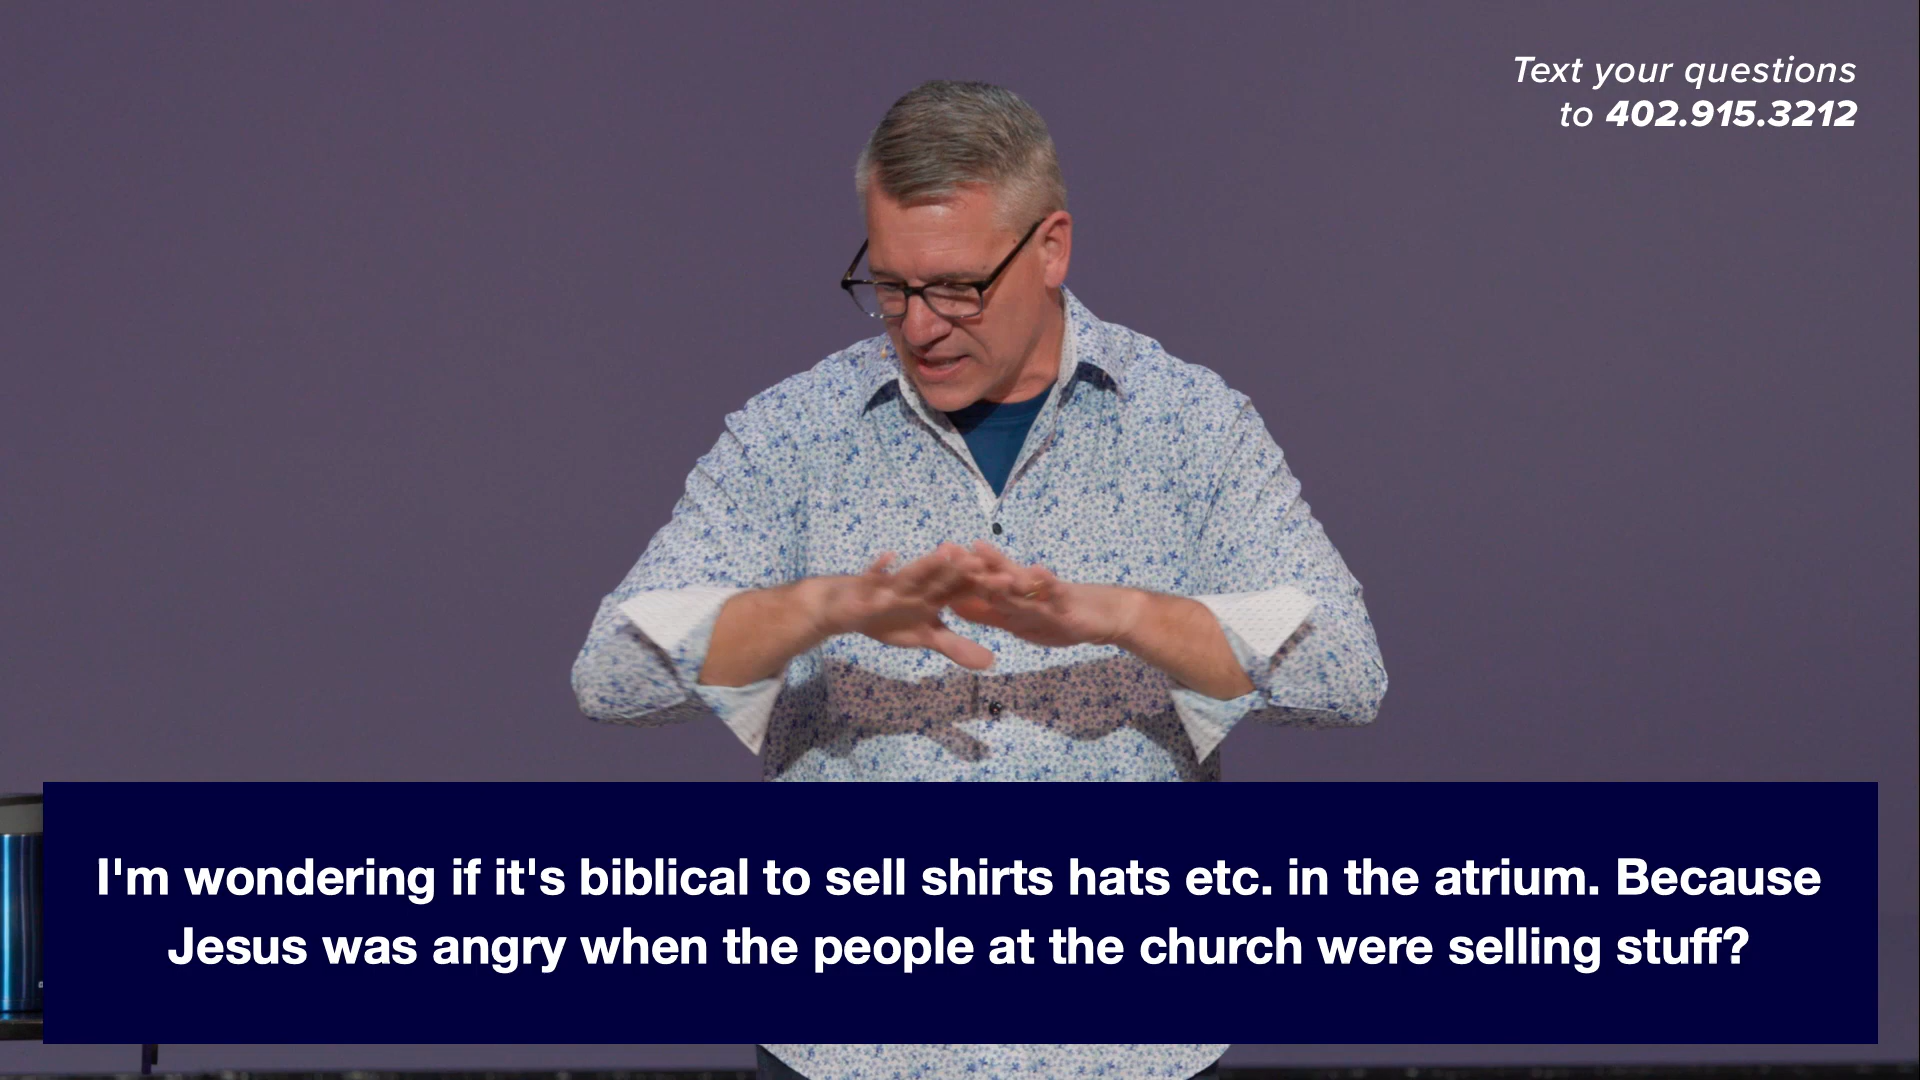 Text your questions
to 402.915.3212
I'm wondering if it's biblical to sell shirts hats etc. in the atrium. Because
Jesus was angry when the people at the church were selling stuff?